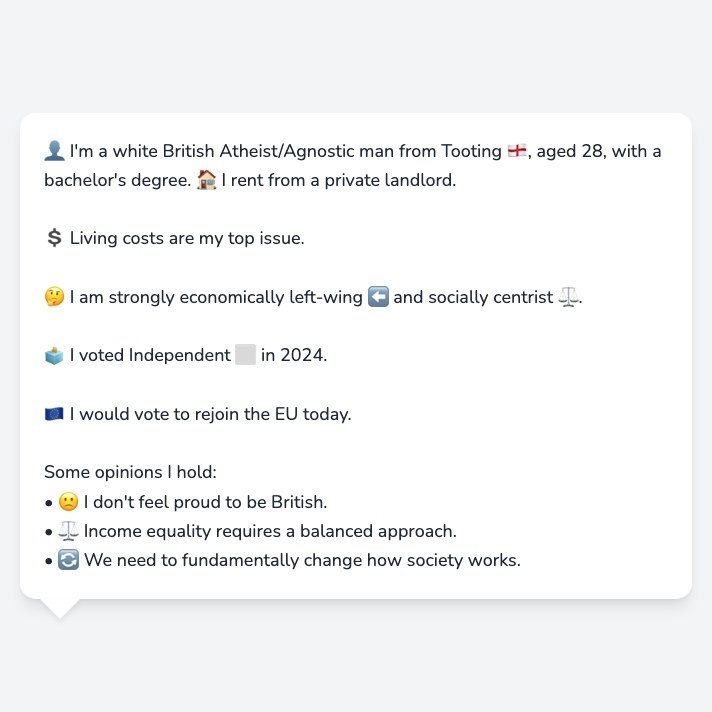 👤 I'm a white British Atheist/Agnostic man from Tooting 🏴󠁧󠁢󠁥󠁮󠁧󠁿, aged 28, with a
bachelor's degree. 🏠 I rent from a private landlord.
💲 Living costs are my top issue.
🤔 I am strongly economically left-wing ⬅️ and socially centrist ⚖️.
🗳️ I voted Independent ⬜ in 2024.
🇪🇺 I would vote to rejoin the EU today.
Some opinions I hold:
• 🙁 I don't feel proud to be British.
• ⚖️ Income equality requires a balanced approach.
• 🔄 We need to fundamentally change how society works.